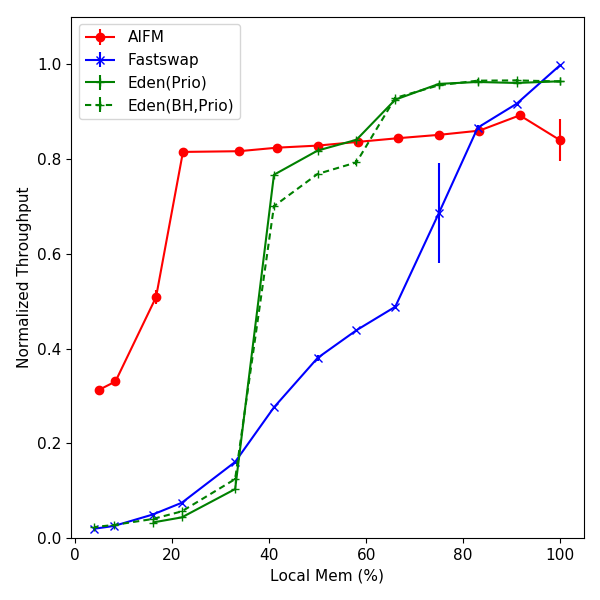 AIFM
Fastswap
Eden(Prio)
Eden(BH,Prio)
Normalized Throughput
1.0
0.8
0.6
0.4
0.2
0.0
0 20 40 60 80 100
Local Mem (%)